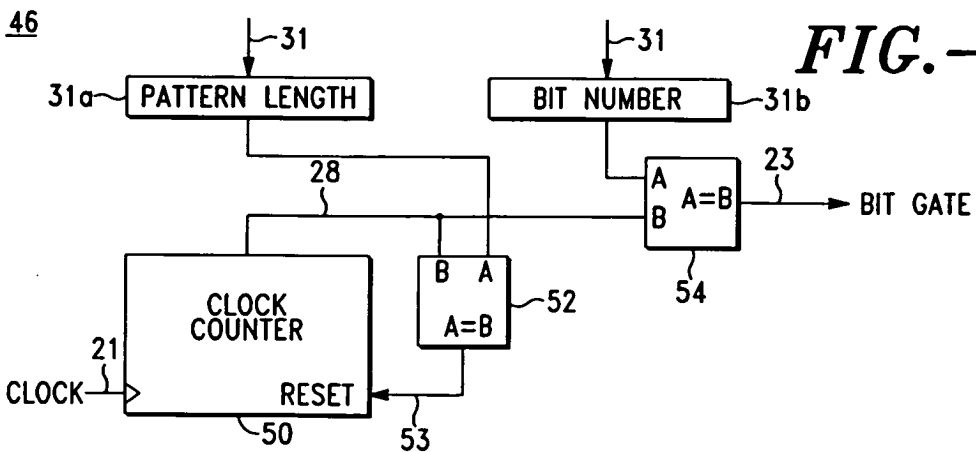 46
31
31
FIG.-
31a
PATTERN LENGTH
BIT NUMBER
31b
28
A
B
A=B
23
BIT GATE
54
B A
A=B
52
CLOCK
COUNTER
CLOCK
21
RESET
50
53